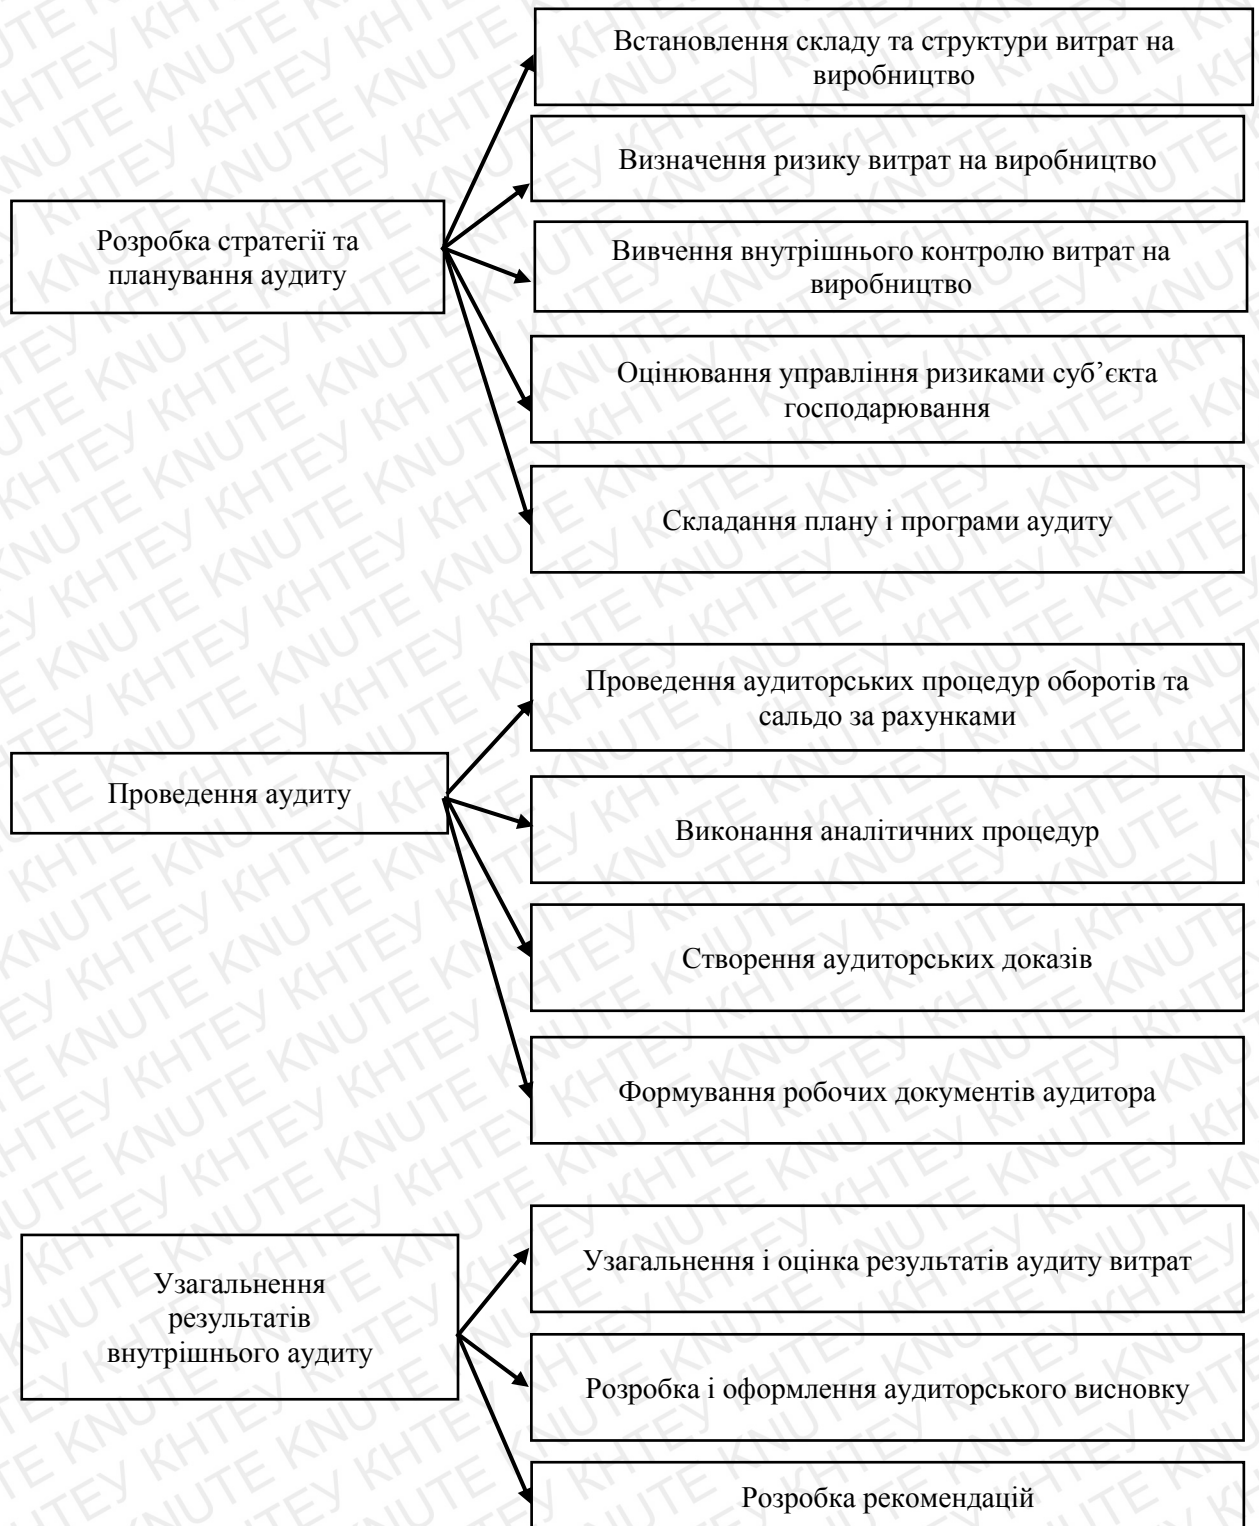 Встановлення складу та структури витрат на
виробництво
Визначення ризику витрат на виробництво
Розробка стратегії та
планування аудиту
Вивчення внутрішнього контролю витрат на
виробництво
Оцінювання управління ризиками суб’єкта
господарювання
Складання плану і програми аудиту
Проведення аудиторських процедур оборотів та
сальдо за рахунками
Проведення аудиту
Виконання аналітичних процедур
Створення аудиторських доказів
Формування робочих документів аудитора
Узагальнення
результатів
внутрішнього аудиту
Узагальнення і оцінка результатів аудиту витрат
Розробка і оформлення аудиторського висновку
Розробка рекомендацій